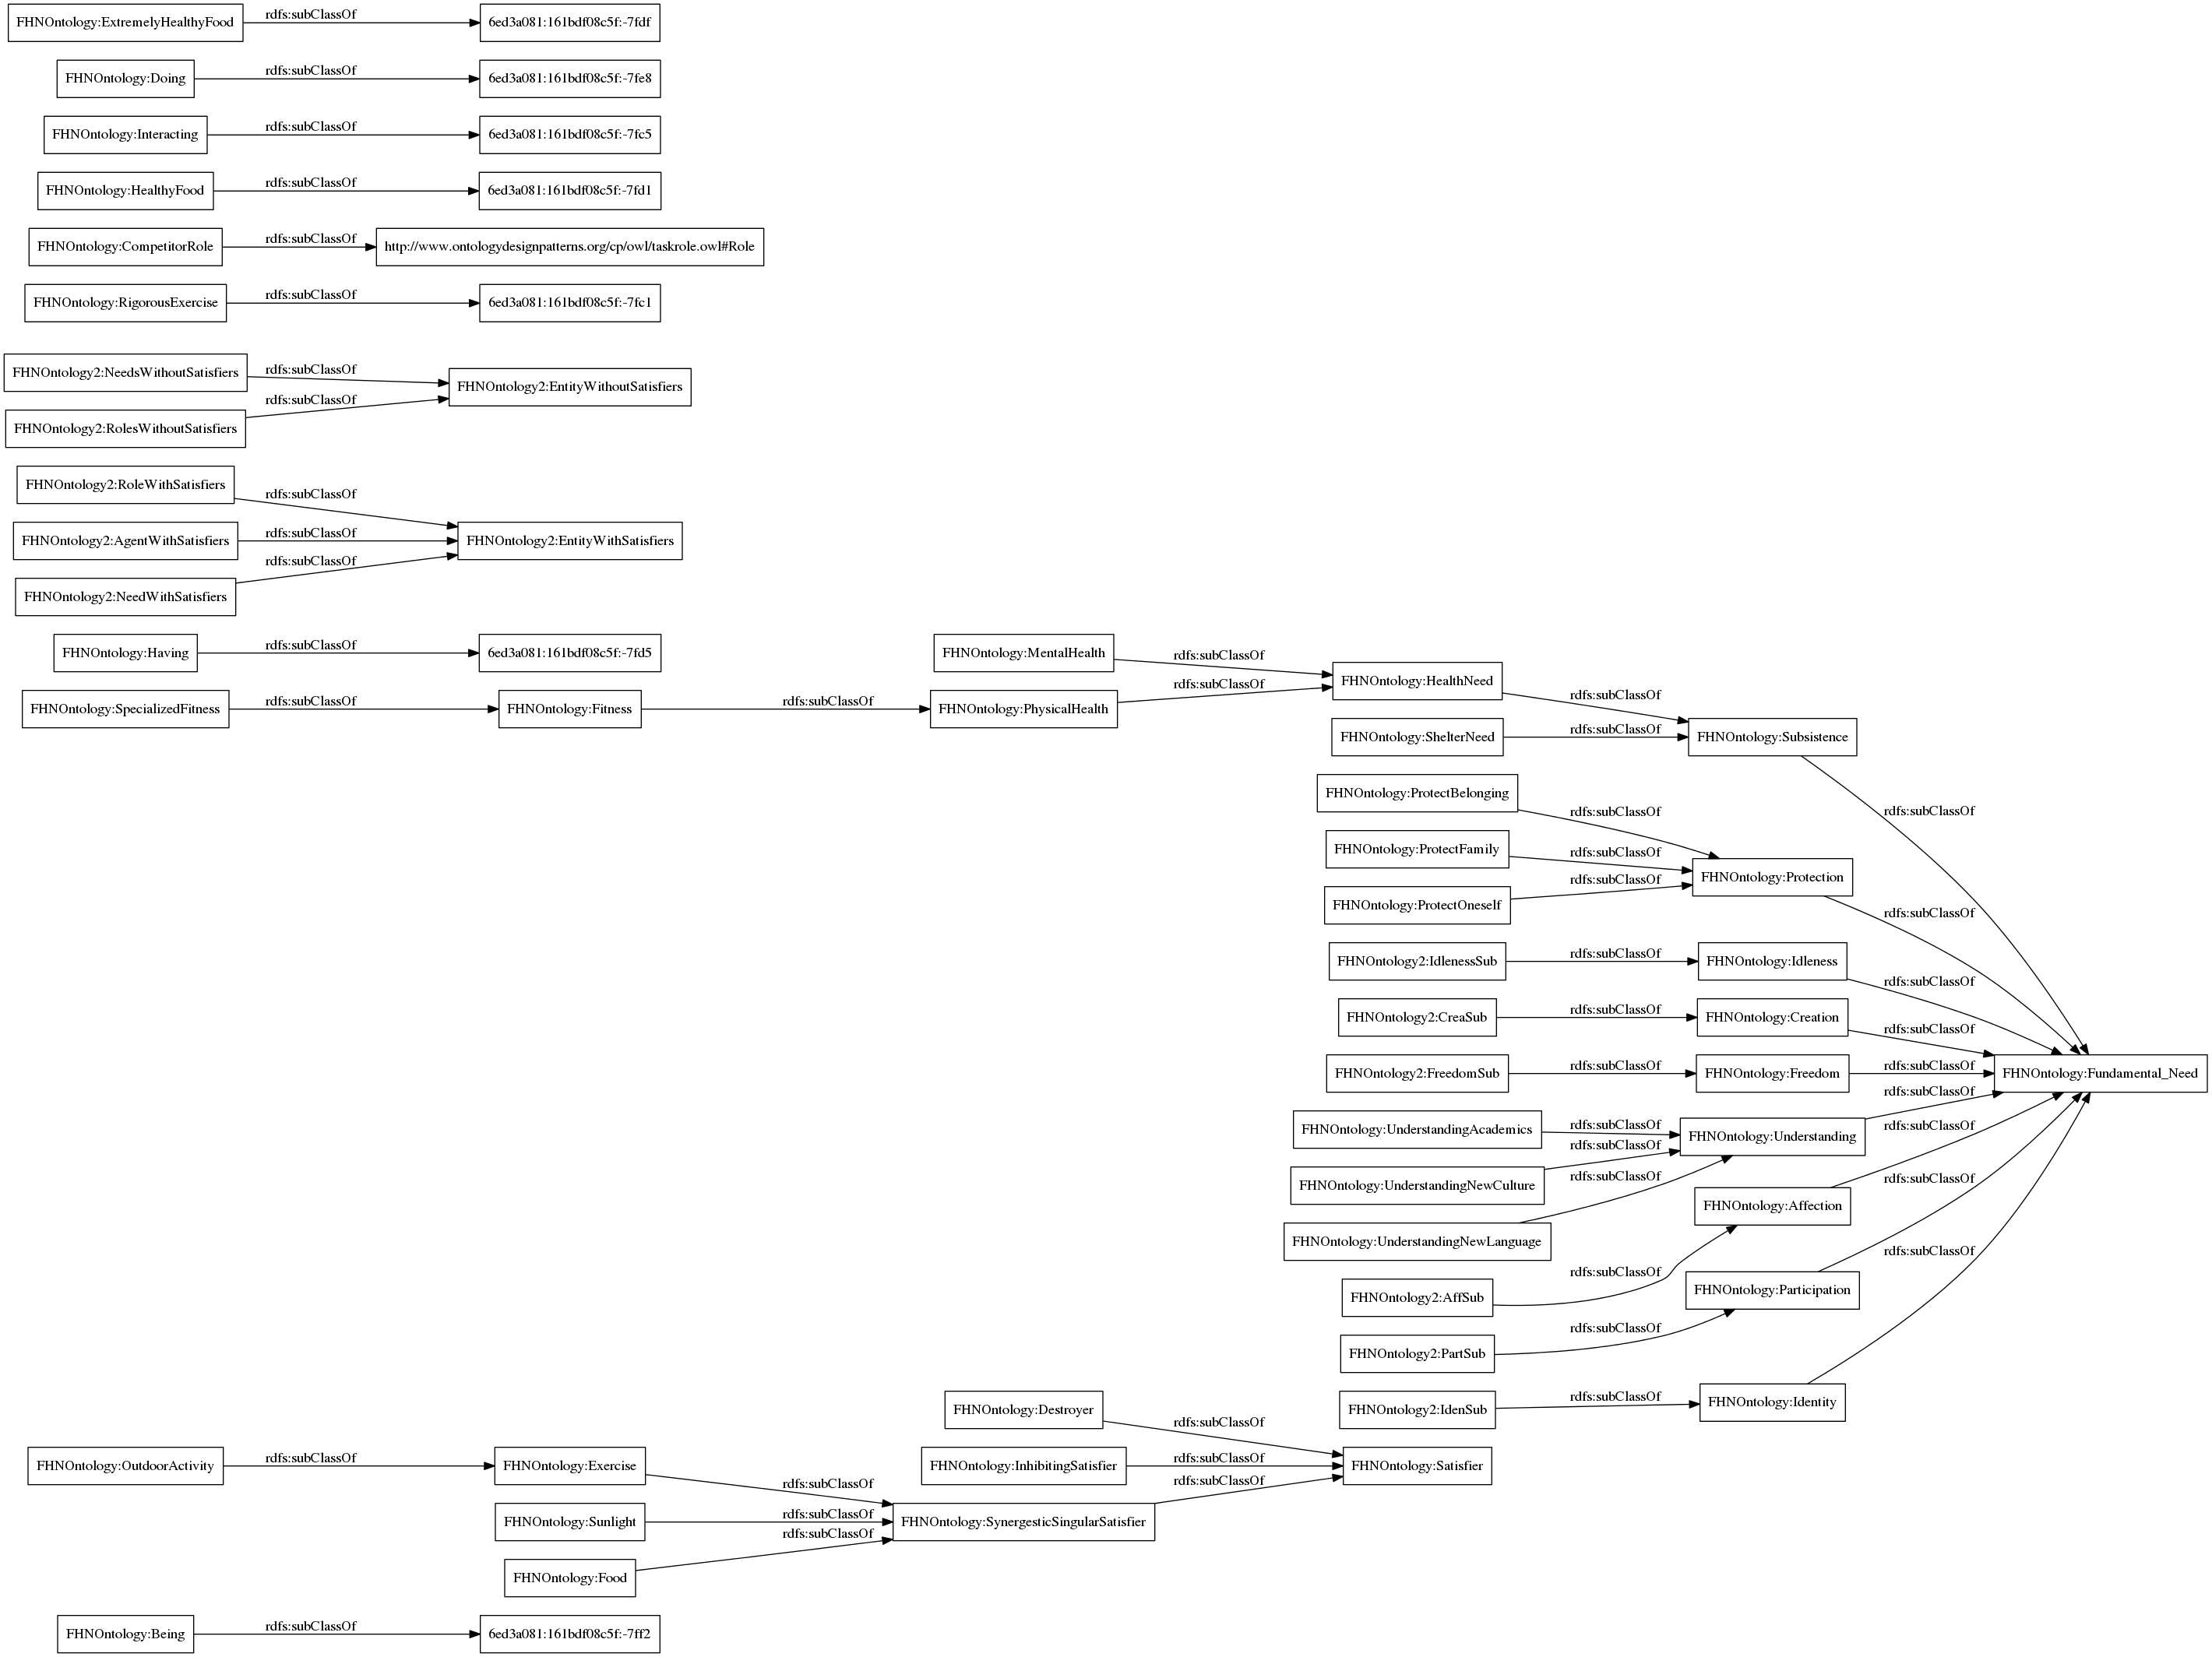 FHNOntology:ExtremelyHealthyFood rdfs:subClassOf 6ed3a081:161bdf08c5f:-7fdf
FHNOntology:Doing rdfs:subClassOf 6ed3a081:161bdf08c5f:-7fe8
FHNOntology:Interacting rdfs:subClassOf 6ed3a081:161bdf08c5f:-7fc5
FHNOntology:HealthyFood rdfs:subClassOf 6ed3a081:161bdf08c5f:-7fd1
FHNOntology:CompetitorRole rdfs:subClassOf http://www.ontologydesignpatterns.org/cp/owl/taskrole.owl#Role
FHNOntology:RigorousExercise rdfs:subClassOf 6ed3a081:161bdf08c5f:-7fc1
FHNOntology2:NeedsWithoutSatisfiers rdfs:subClassOf FHNOntology2:EntityWithoutSatisfiers
FHNOntology2:RolesWithoutSatisfiers rdfs:subClassOf
FHNOntology2:RoleWithSatisfiers rdfs:subClassOf
FHNOntology2:AgentWithSatisfiers rdfs:subClassOf FHNOntology2:EntityWithSatisfiers
FHNOntology2:NeedWithSatisfiers rdfs:subClassOf
FHNOntology:Having rdfs:subClassOf 6ed3a081:161bdf08c5f:-7fd5
FHNOntology:MentalHealth rdfs:subClassOf FHNOntology:HealthNeed rdfs:subClassOf
FHNOntology:SpecializedFitness rdfs:subClassOf FHNOntology:Fitness rdfs:subClassOf FHNOntology:PhysicalHealth rdfs:subClassOf
FHNOntology:ShelterNeed rdfs:subClassOf FHNOntology:Subsistence rdfs:subClassOf
FHNOntology:ProtectBelonging rdfs:subClassOf
FHNOntology:ProtectFamily rdfs:subClassOf FHNOntology:Protection rdfs:subClassOf
FHNOntology:ProtectOneself rdfs:subClassOf
FHNOntology2:IdlenessSub rdfs:subClassOf FHNOntology:Idleness rdfs:subClassOf
FHNOntology2:CreaSub rdfs:subClassOf FHNOntology:Creation rdfs:subClassOf
FHNOntology2:FreedomSub rdfs:subClassOf FHNOntology:Freedom rdfs:subClassOf FHNOntology:Fundamental_Need
FHNOntology:UnderstandingAcademics rdfs:subClassOf FHNOntology:Understanding rdfs:subClassOf
FHNOntology:UnderstandingNewCulture rdfs:subClassOf
FHNOntology:UnderstandingNewLanguage rdfs:subClassOf
FHNOntology:Affection rdfs:subClassOf
FHNOntology2:AffSub rdfs:subClassOf
FHNOntology:Participation rdfs:subClassOf
FHNOntology2:PartSub rdfs:subClassOf
FHNOntology2:IdenSub rdfs:subClassOf FHNOntology:Identity rdfs:subClassOf
FHNOntology:Destroyer rdfs:subClassOf
FHNOntology:InhibitingSatisfier rdfs:subClassOf FHNOntology:Satisfier
FHNOntology:OutdoorActivity rdfs:subClassOf FHNOntology:Exercise rdfs:subClassOf
FHNOntology:Sunlight rdfs:subClassOf FHNOntology:SynergesticSingularSatisfier rdfs:subClassOf
FHNOntology:Food rdfs:subClassOf
FHNOntology:Being rdfs:subClassOf 6ed3a081:161bdf08c5f:-7ff2